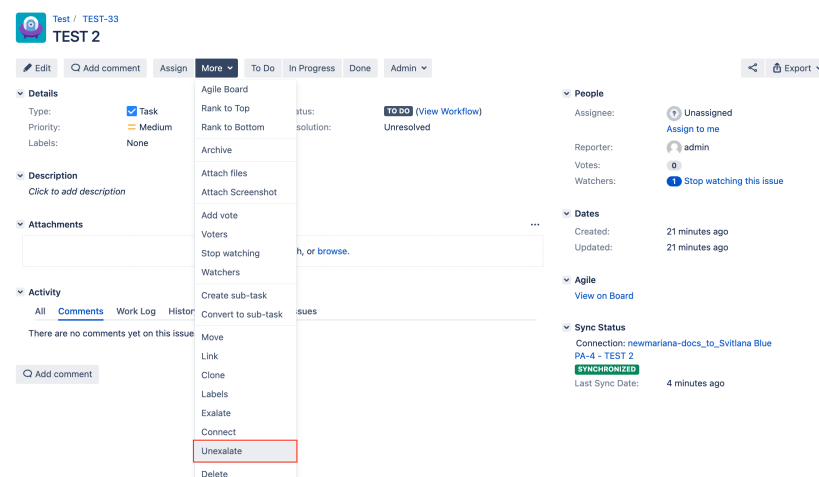 Test / TEST-33
TEST 2
Edit Add comment Assign More To Do In Progress Done Admin Export
Details
Type: Task
Priority: Medium
Labels: None
atus: TO DO (View Workflow)
solution: Unresolved
Description
Click to add description
Attachments
h, or browse.
Activity
All Comments Work Log Histor ssues
There are no comments yet on this issue
Add comment
Agile Board
Rank to Top
Rank to Bottom
Archive
Attach files
Attach Screenshot
Add vote
Voters
Stop watching
Watchers
Create sub-task
Convert to sub-task
Move
Link
Clone
Labels
Exalate
Connect
Unexalate
Delete
People
Assignee: Unassigned
Assign to me
Reporter: admin
Votes: 0
Watchers: 1 Stop watching this issue
Dates
Created: 21 minutes ago
Updated: 21 minutes ago
Agile
View on Board
Sync Status
Connection: newmariana-docs_to_Svitlana Blue
PA-4 - TEST 2
SYNCHRONIZED
Last Sync Date: 4 minutes ago